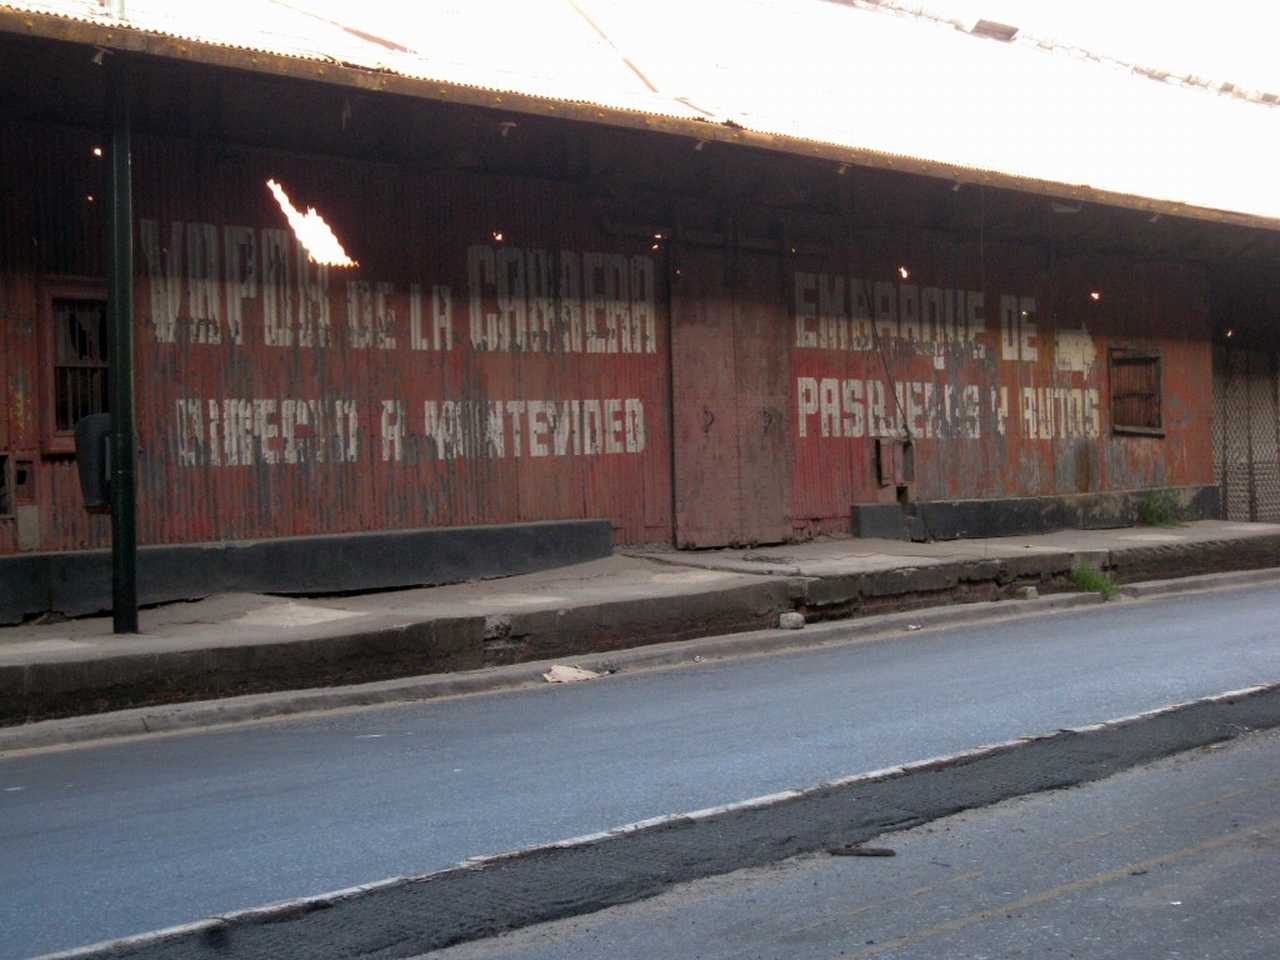 VAPOR DE LA CARRERA
DIRECTO A MONTEVIDEO
EMBARQUE DE
PASAJEROS Y AUTOS